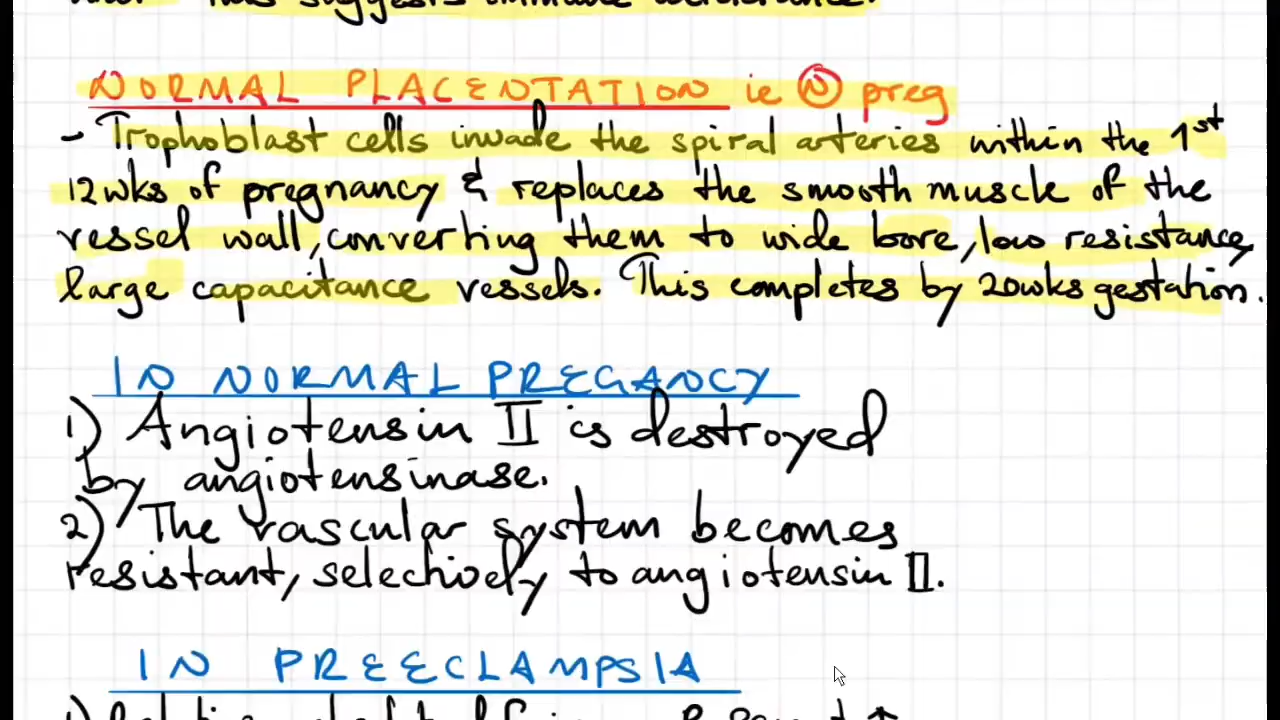 NORMAL PLACENTATION ie Ⓝ preg
- Trophoblast cells invade the spiral arteries within the 1st
12wks of pregnancy & replaces the smooth muscle of the
vessel wall, converting them to wide bore, low resistance,
large capacitance vessels. This completes by 20wks gestation.
IN NORMAL PREGANCY
1) Angiotensin II is destroyed
by angiotensinase.
2) The vascular system becomes
resistant, selectively to angiotensin II.
IN PREECLAMPSIA